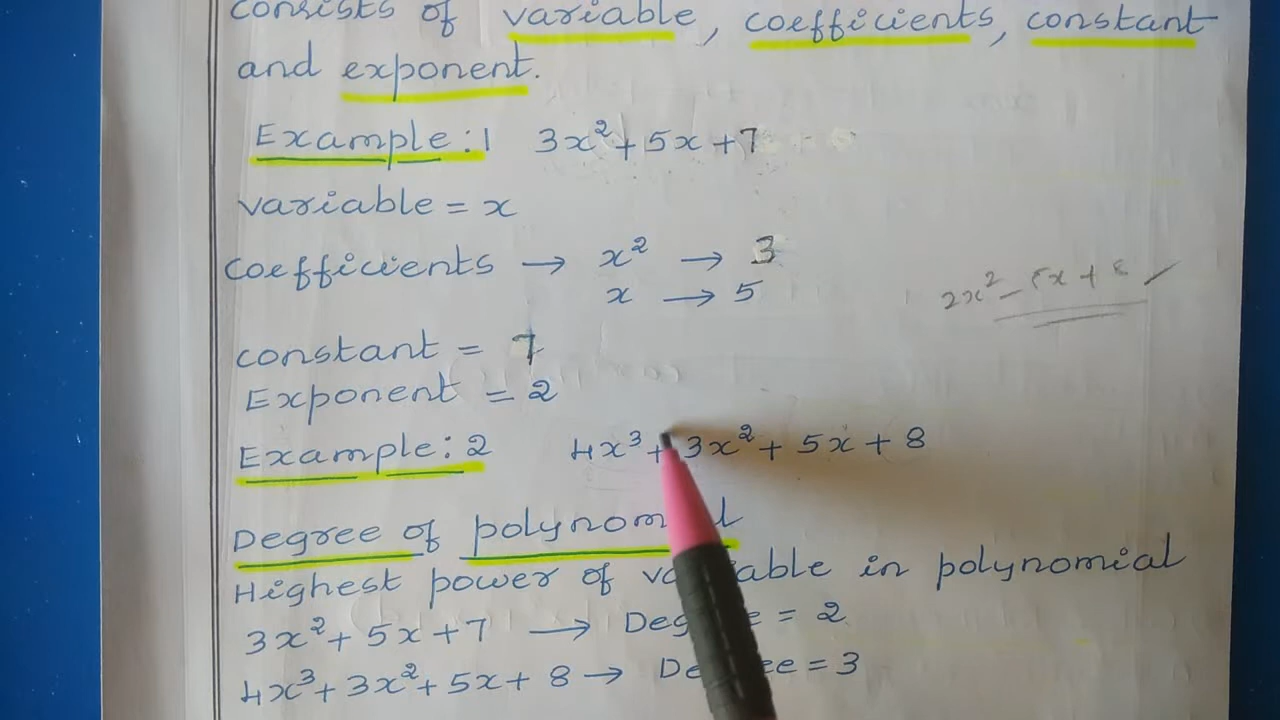 consists of variable, coefficients, constant
and exponent.
Example:1 3x²+5x+7
variable = x
coefficients → x² → 3
x → 5
2x² - 5x + 8
constant = 7
Exponent = 2
Example:2 4x³+3x²+5x+8
Degree of polynomial
Highest power of variable in polynomial
3x²+5x+7 → Degree = 2
4x³+3x²+5x+8 → Degree = 3